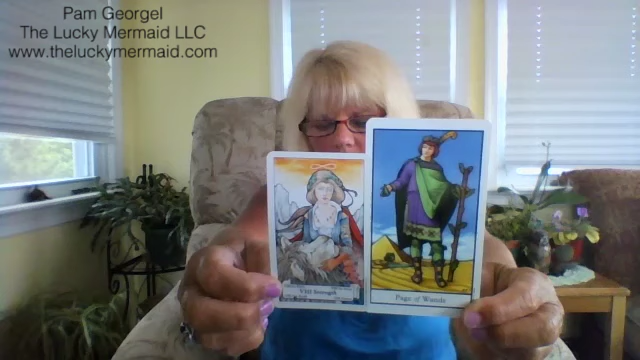 Pam Georgel
The Lucky Mermaid LLC
www.theluckymermaid.com
VIII Strength
Page of Wands